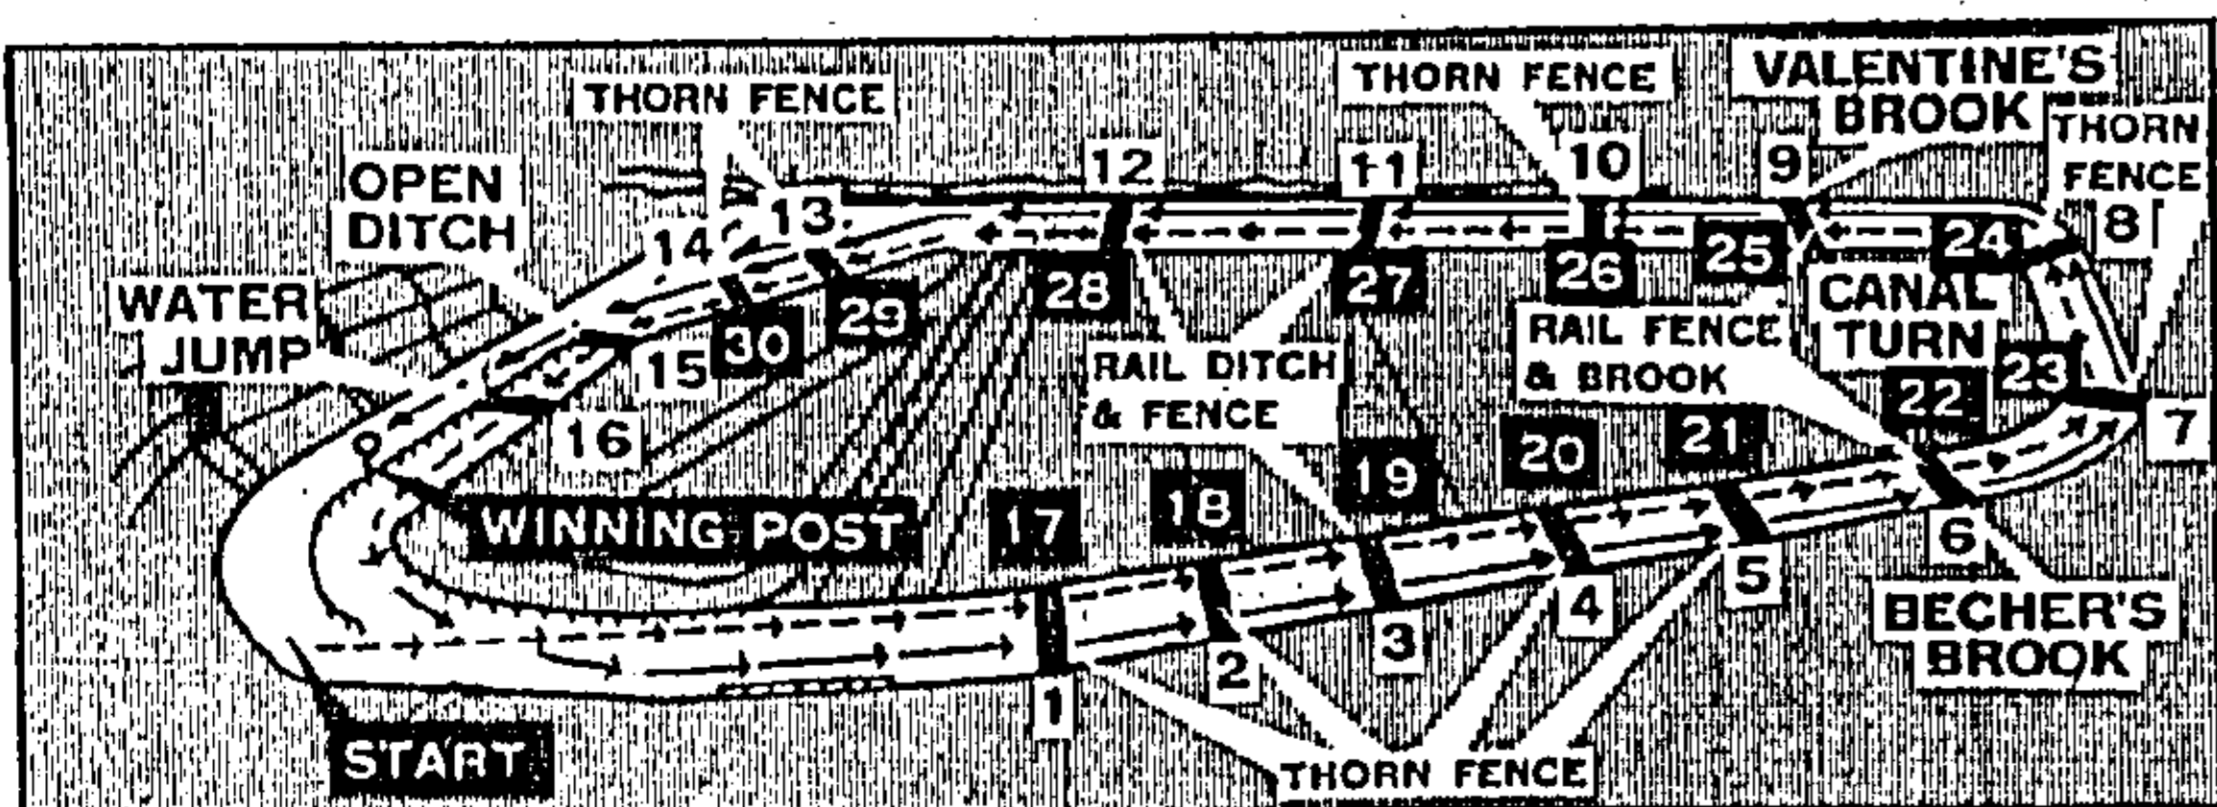 THORN FENCE
THORN FENCE
VALENTINE'S
BROOK
THORN
FENCE
8
OPEN
DITCH
12
11
10
9
13
14
24
25
26
27
28
29
30
CANAL
TURN
WATER
JUMP
15
16
RAIL DITCH
& FENCE
RAIL FENCE
& BROOK
23
22
21
20
19
18
17
7
WINNING POST
6
5
4
3
2
1
BECHER'S
BROOK
START
THORN FENCE